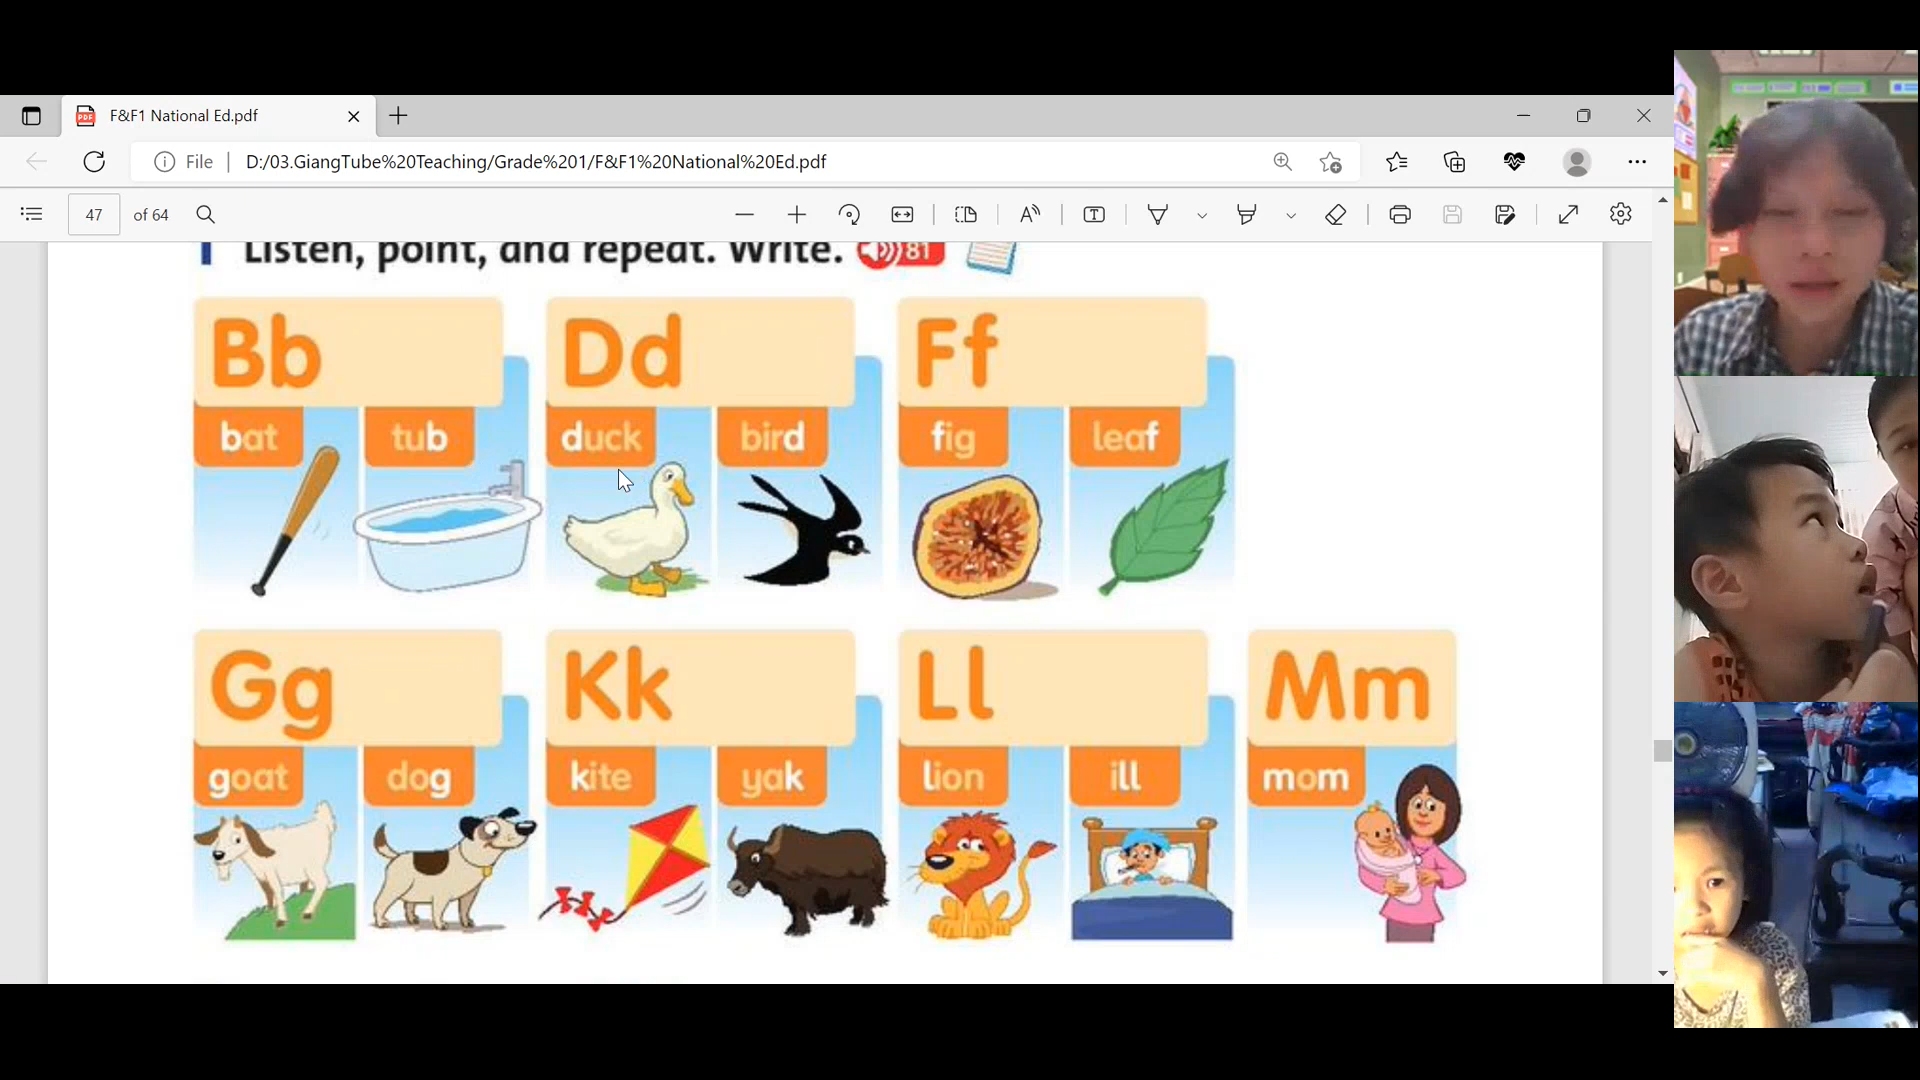 F&F1 National Ed.pdf
File D:/03.GiangTube%20Teaching/Grade%201/F&F1%20National%20Ed.pdf
47 of 64
1 Listen, point, and repeat. Write. 81
Bb Dd Ff
bat tub duck bird fig leaf
Gg Kk Ll Mm
goat dog kite yak lion ill mom